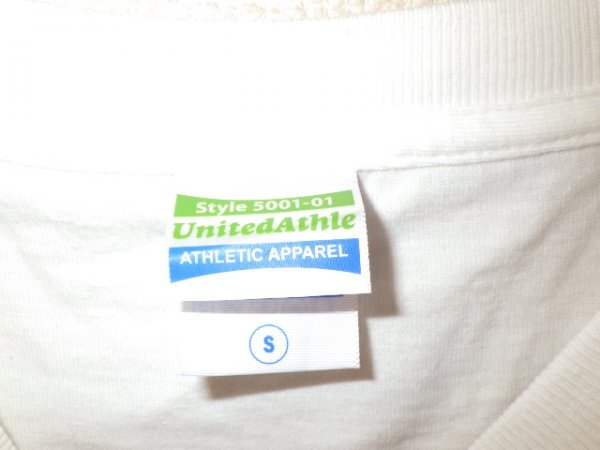 Style 5001-01
UnitedAthle
ATHLETIC APPAREL
S